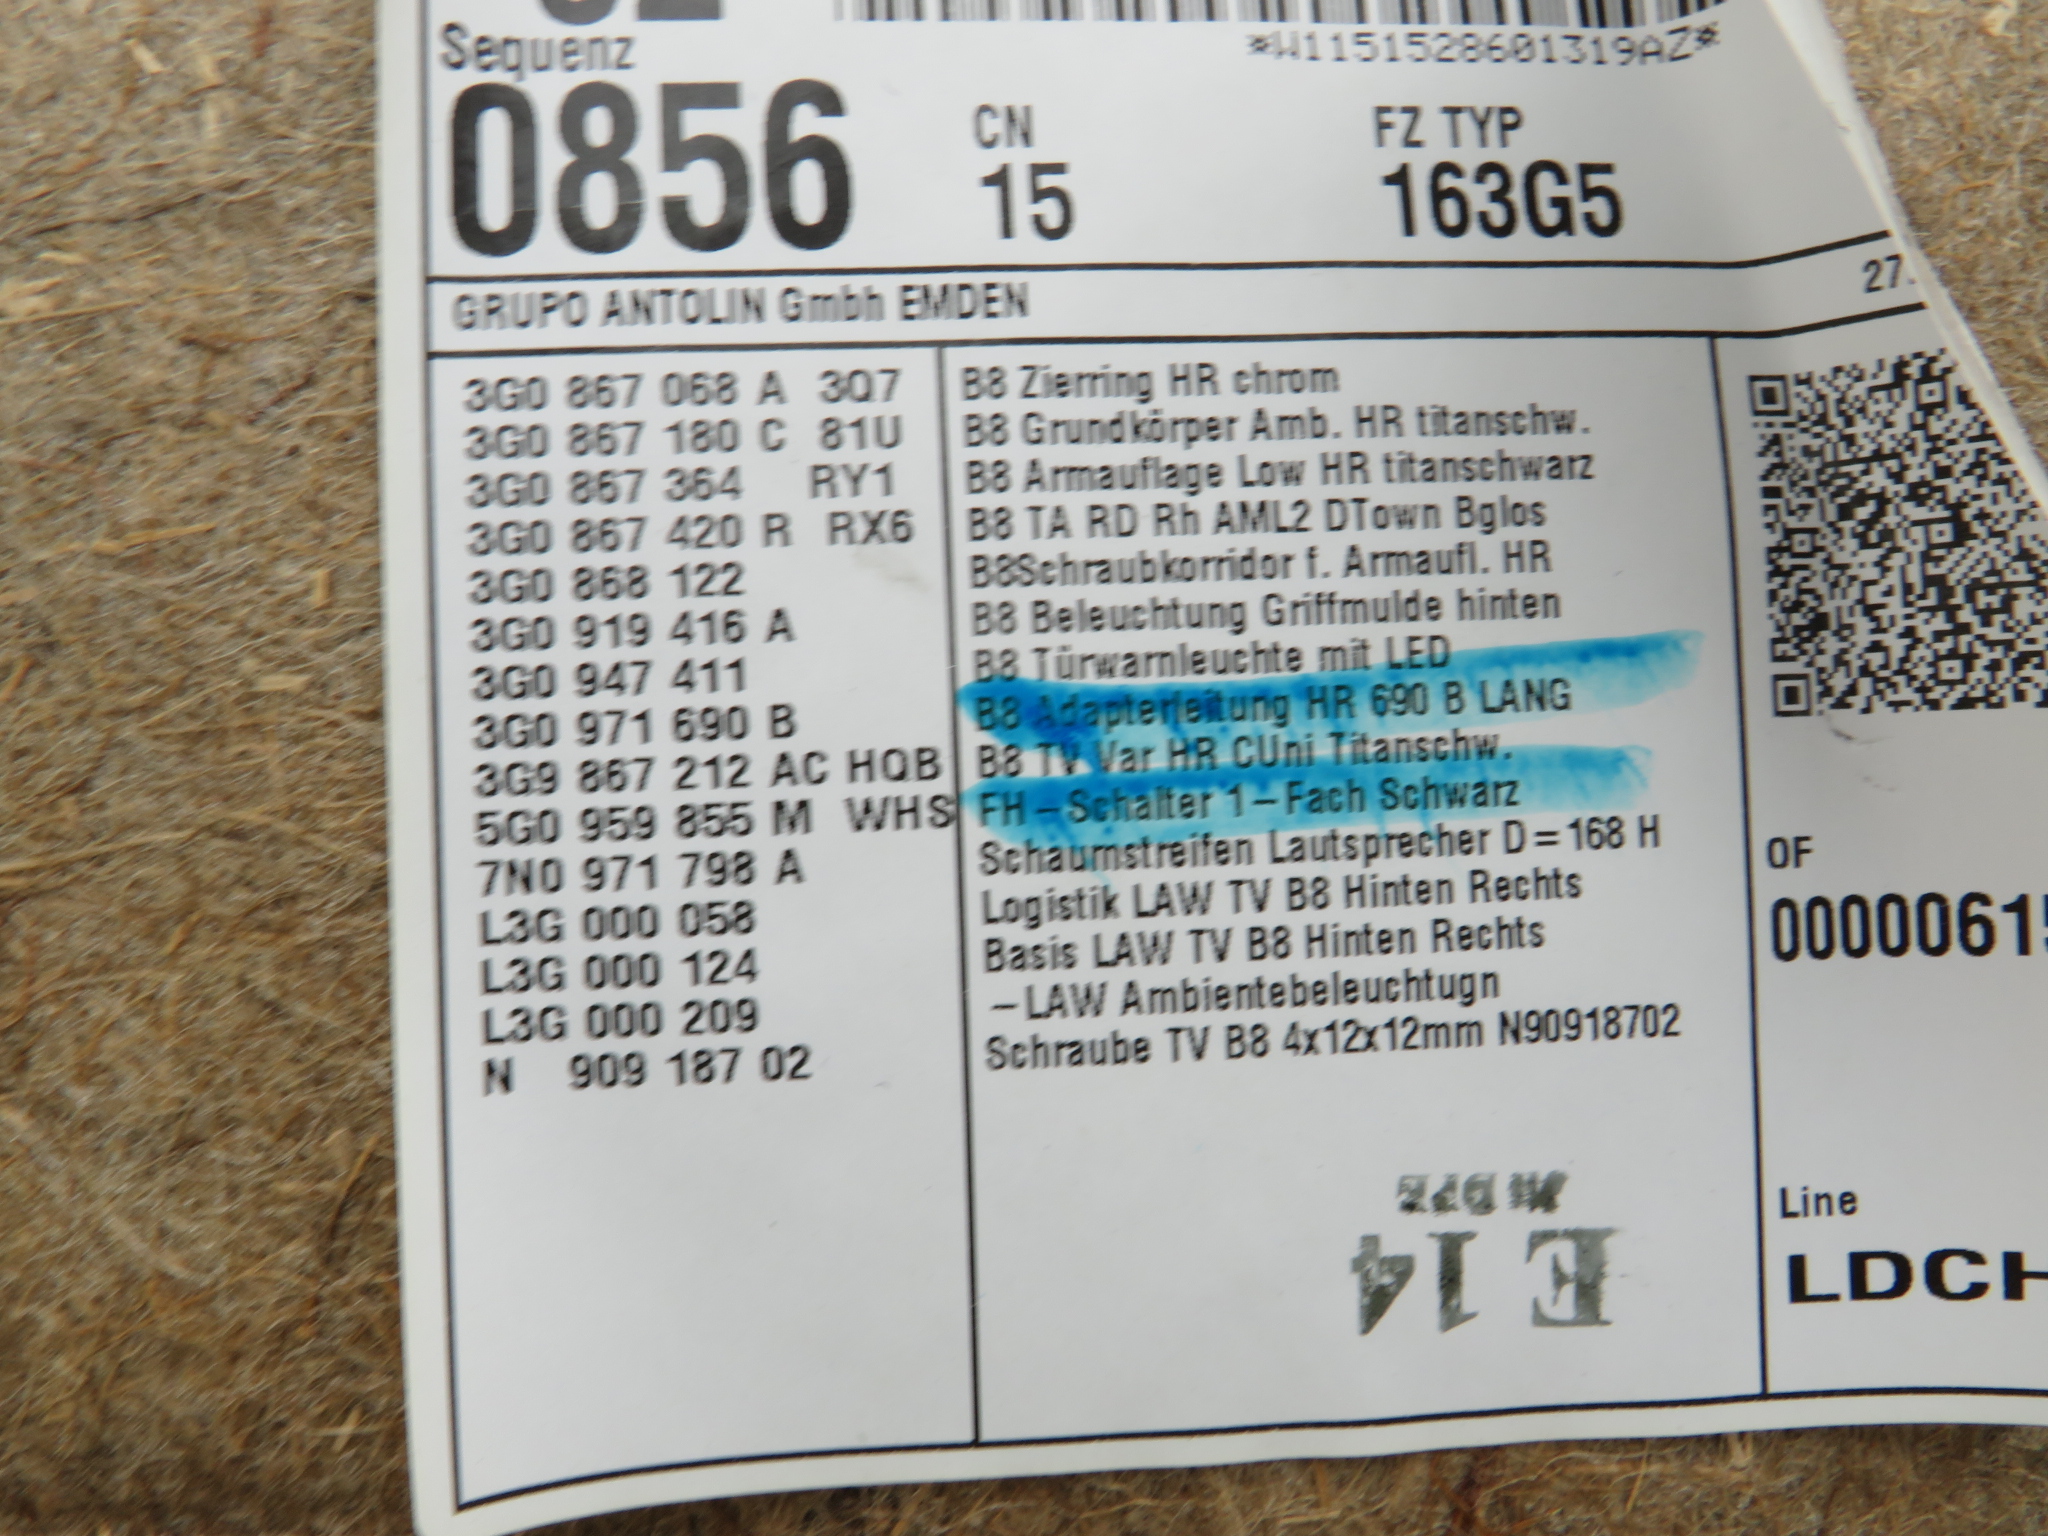 Sequenz
*W1151528601319AZ*
0856
CN
15
FZ TYP
163G5
GRUPO ANTOLIN Gmbh EMDEN
27.
3G0 867 068 A 3Q7 B8 Zierring HR chrom
3G0 867 180 C 81U B8 Grundkörper Amb. HR titanschw.
3G0 867 364 RY1 B8 Armauflage Low HR titanschwarz
3G0 867 420 R RX6 B8 TA RD Rh AML2 DTown Bglos
3G0 868 122 B8Schraubkorridor f. Armaufl. HR
3G0 919 416 A B8 Beleuchtung Griffmulde hinten
3G0 947 411 B8 Türwarnleuchte mit LED
3G0 971 690 B B8 Adapterleitung HR 690 B LANG
3G9 867 212 AC HQB B8 TV Var HR CUni Titanschw.
5G0 959 855 M WHS FH – Schalter 1 – Fach Schwarz
7N0 971 798 A Schaumstreifen Lautsprecher D = 168 H
L3G 000 058 Logistik LAW TV B8 Hinten Rechts
L3G 000 124 Basis LAW TV B8 Hinten Rechts
L3G 000 209 – LAW Ambientebeleuchtugn
N 909 187 02 Schraube TV B8 4x12x12mm N90918702
OF
0000061
Line
LDCH
E 14